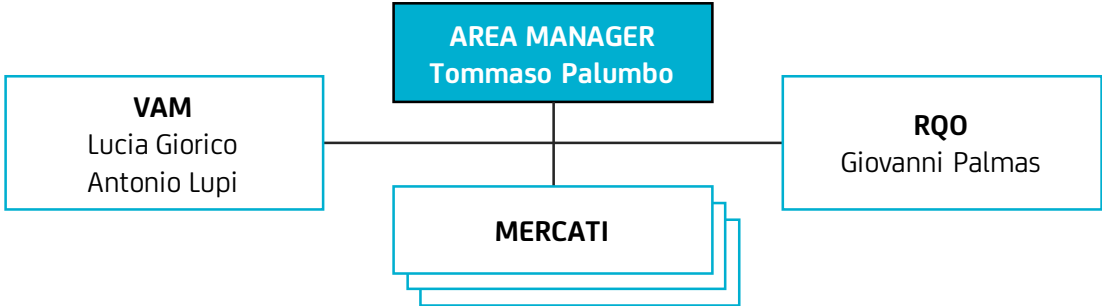 AREA MANAGER
Tommaso Palumbo
VAM
Lucia Giorico
Antonio Lupi
RQO
Giovanni Palmas
MERCATI